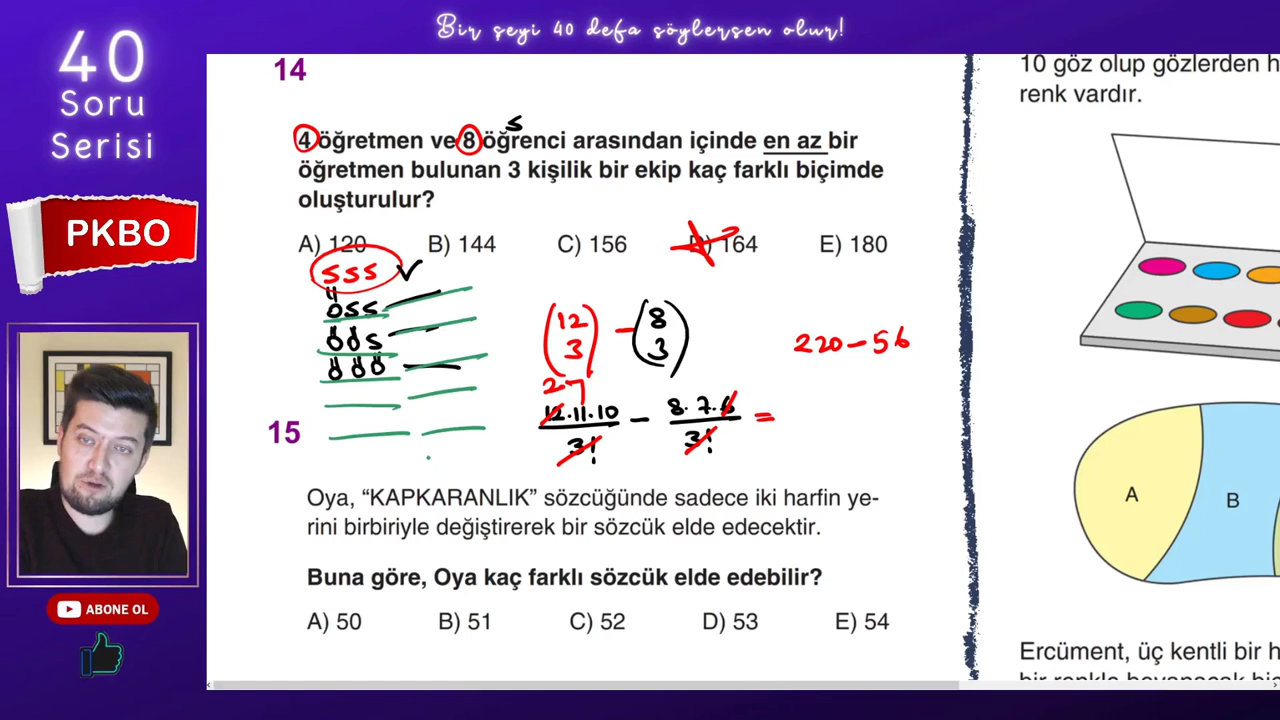 Bir şeyi 40 defa söylersen olur!
40
Soru
Serisi
PKBO
ABONE OL
14
4 öğretmen ve 8 öğrenci arasından içinde en az bir
öğretmen bulunan 3 kişilik bir ekip kaç farklı biçimde
oluşturulur?
A) 120 B) 144 C) 156 D) 164 E) 180
s
sss
öss
öös
ööö
(12 3) - (8 3)
220-56
27
12.11.10 / 3! - 8.7.6 / 3! =
15
Oya, “KAPKARANLIK” sözcüğünde sadece iki harfin ye-
rini birbiriyle değiştirerek bir sözcük elde edecektir.
Buna göre, Oya kaç farklı sözcük elde edebilir?
A) 50 B) 51 C) 52 D) 53 E) 54
10 göz olup gözlerden
renk vardır.
A B
Ercüment, üç kentli bir